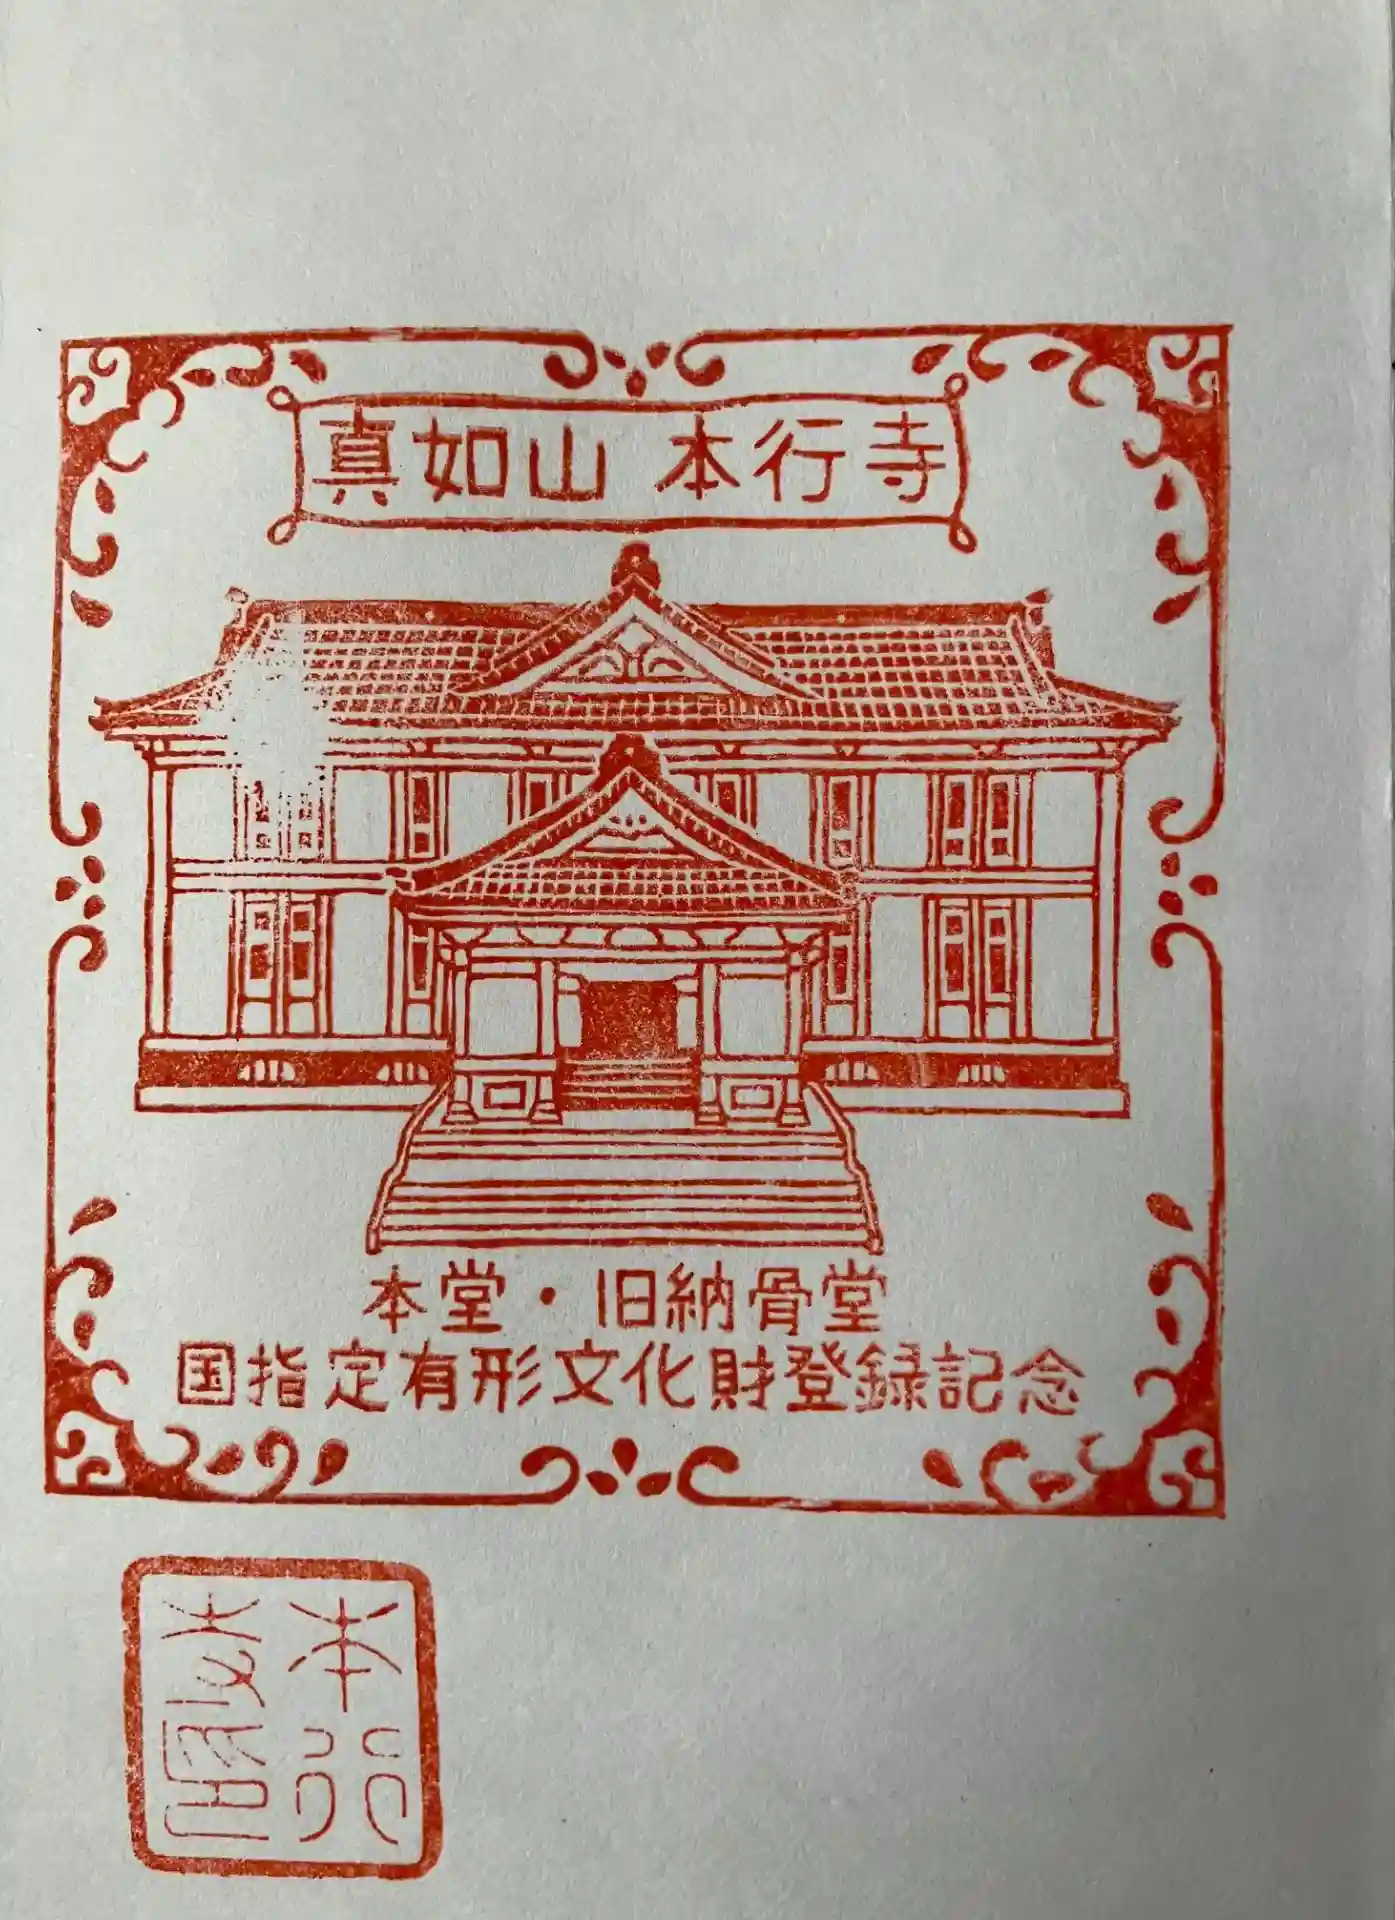 真如山 本行寺
本堂・旧納骨堂
国指定有形文化財登録記念
本行
寺印